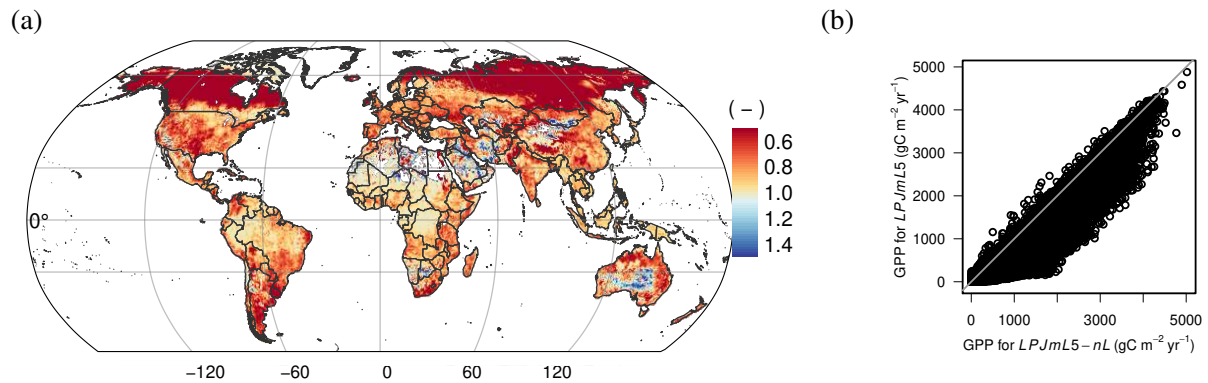 (a)
(b)
0°
−120 −60 0 60 120
(−)
0.6
0.8
1.0
1.2
1.4
GPP for LPJmL5 (gC m⁻² yr⁻¹)
5000
4000
3000
2000
1000
0
0 1000 3000 5000
GPP for LPJmL5−nL (gC m⁻² yr⁻¹)